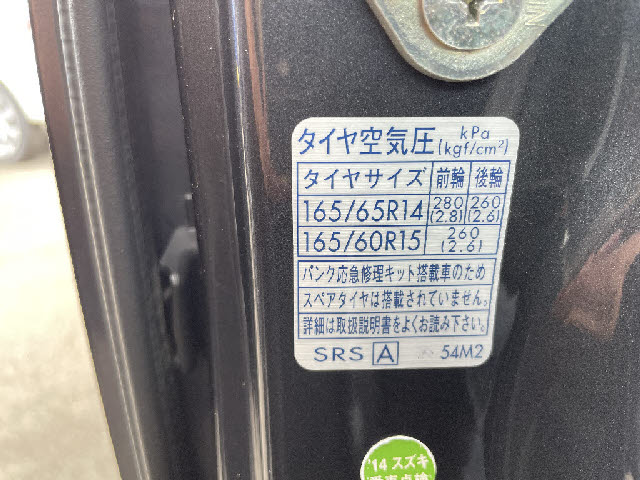 タイヤ空気圧 kPa (kgf/cm²)
タイヤサイズ 前輪 後輪
165/65R14 280 (2.8) 260 (2.6)
165/60R15 260 (2.6)
パンク応急修理キット搭載車のため
スペアタイヤは搭載されていません。
詳細は取扱説明書をよくお読み下さい。
SRS A 54M2
'14 スズキ